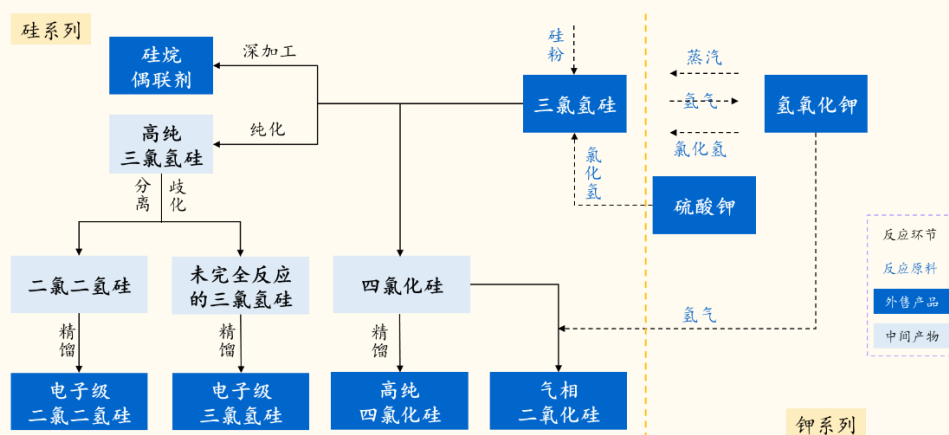 硅系列
硅烷
偶联剂
深加工
硅
粉
三氯氢硅
蒸汽
氢气
氯化氢
氢氧化钾
纯化
高纯
三氯氢硅
氯
化
氢
硫酸钾
分
离
歧
化
反应环节
反应原料
外售产品
中间产物
二氯二氢硅
未完全反应
的三氯氢硅
四氯化硅
氢气
精
馏
精
馏
精
馏
电子级
二氯二氢硅
电子级
三氯氢硅
高纯
四氯化硅
气相
二氧化硅
钾系列